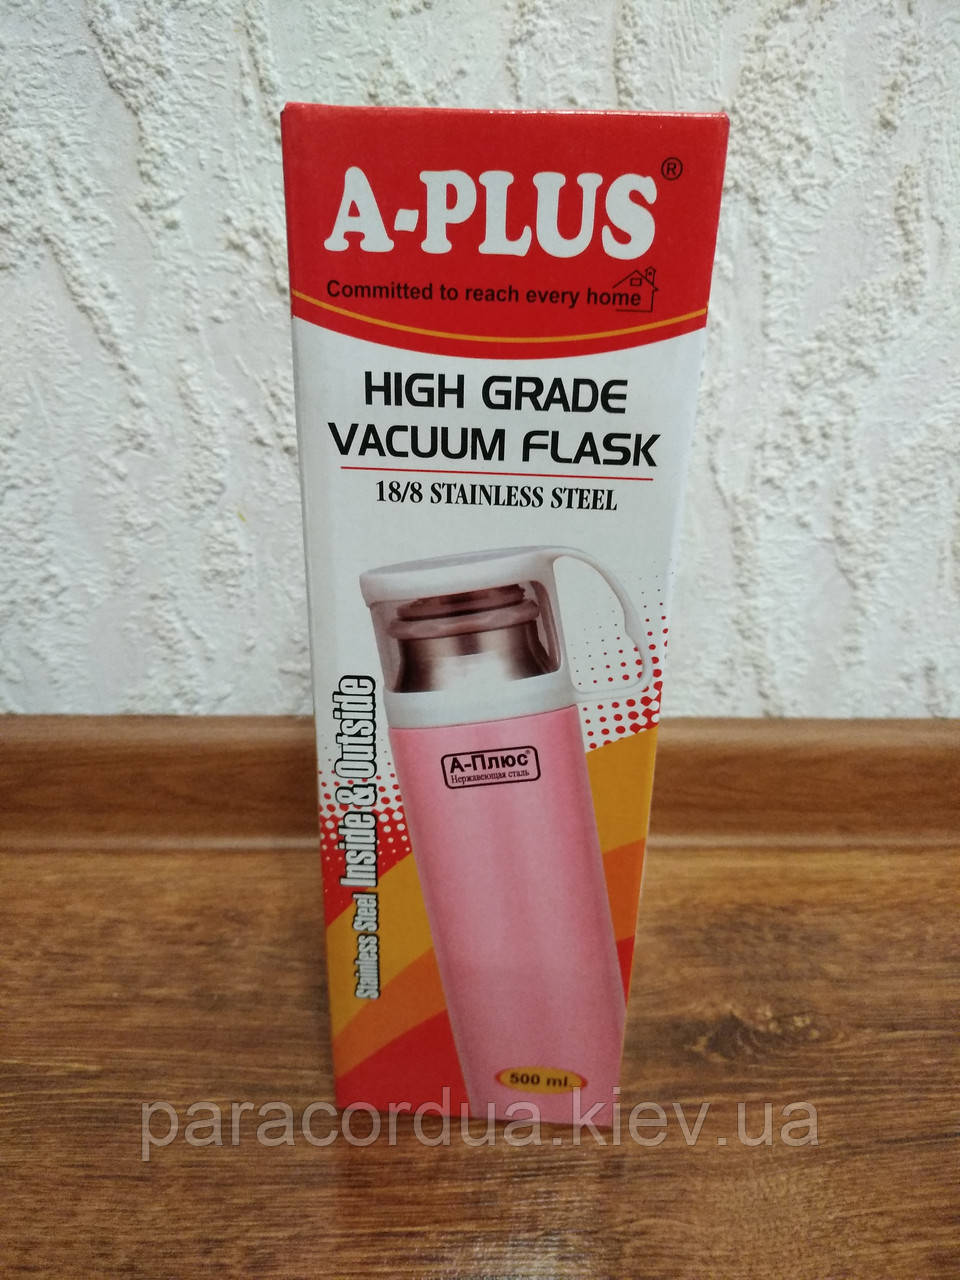 A-PLUS®
Committed to reach every home
HIGH GRADE
VACUUM FLASK
18/8 STAINLESS STEEL
Stainless Steel Inside & Outside
А-Плюс®
Нержавеющая сталь
500 ml.
paracordua.kiev.ua